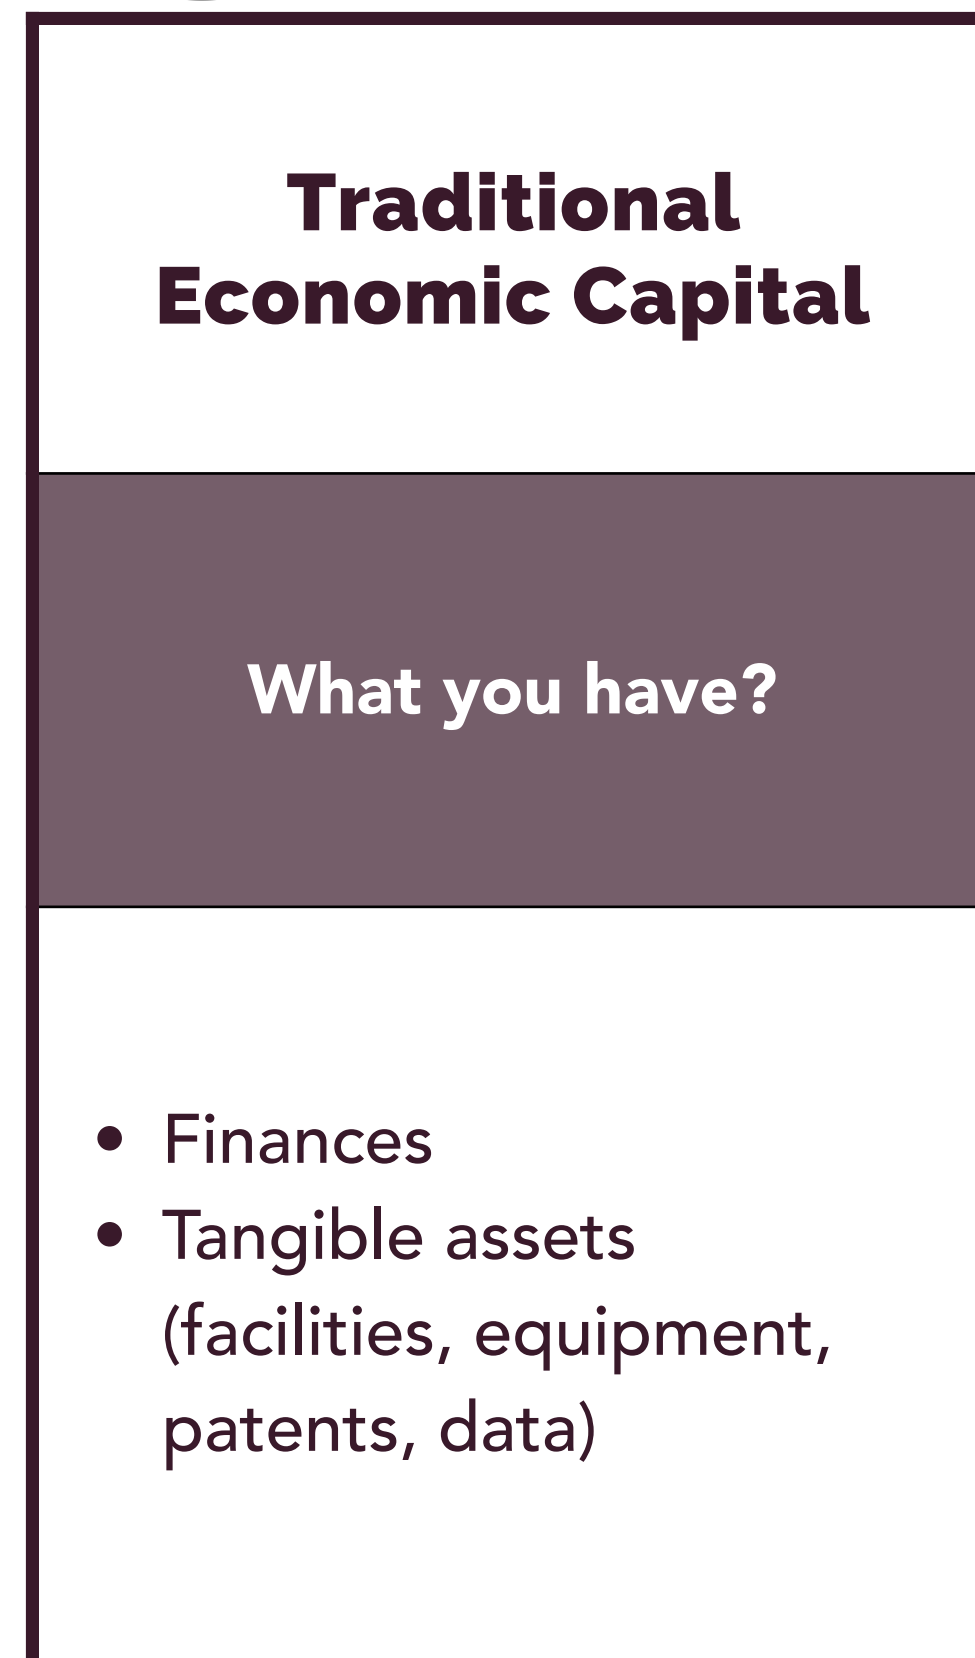 Traditional
Economic Capital
What you have?
• Finances
• Tangible assets
(facilities, equipment,
patents, data)